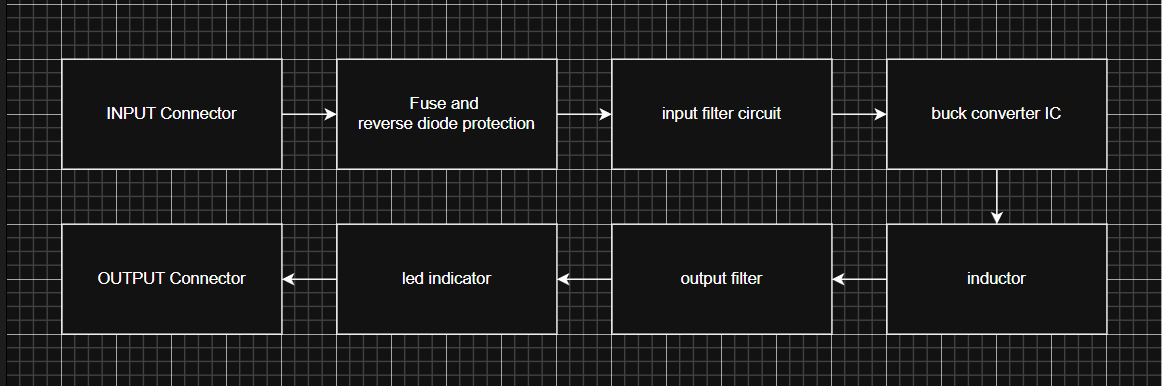 INPUT Connector
Fuse and
reverse diode protection
input filter circuit
buck converter IC
OUTPUT Connector
led indicator
output filter
inductor